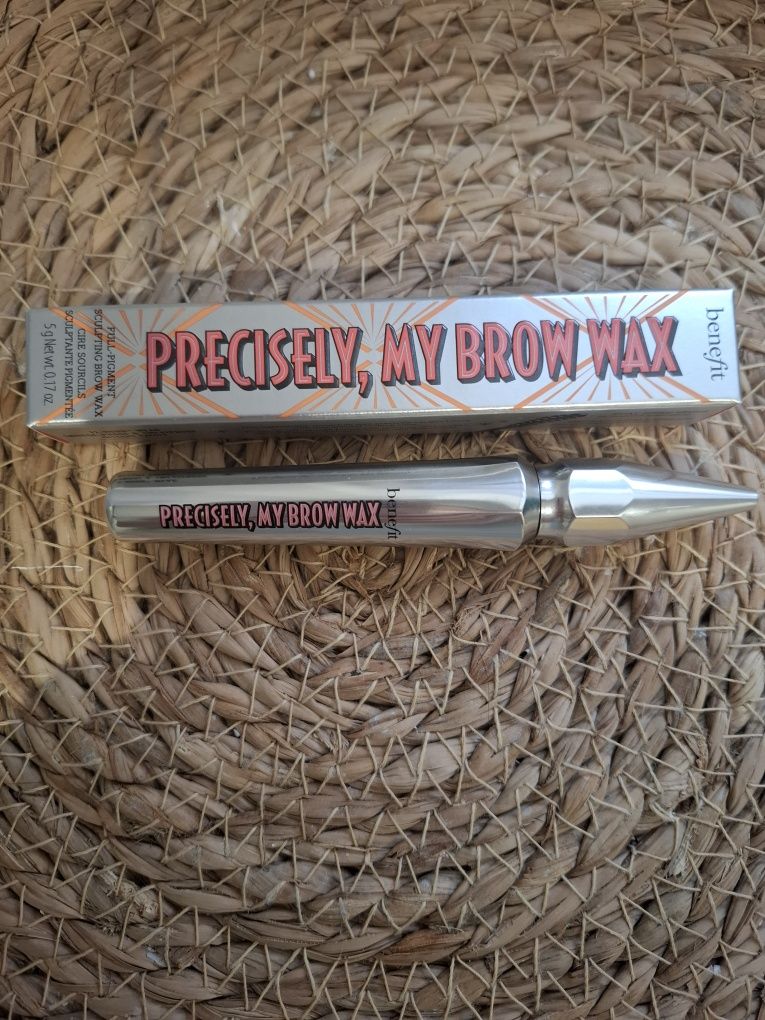 FULL-PIGMENT
SCULPTING BROW WAX
CIRE SOURCILS
SCULPTANTE PIGMENTÉE
5 g Net wt. 0.17 oz.
PRECISELY, MY BROW WAX
benefit
PRECISELY, MY BROW WAX
benefit